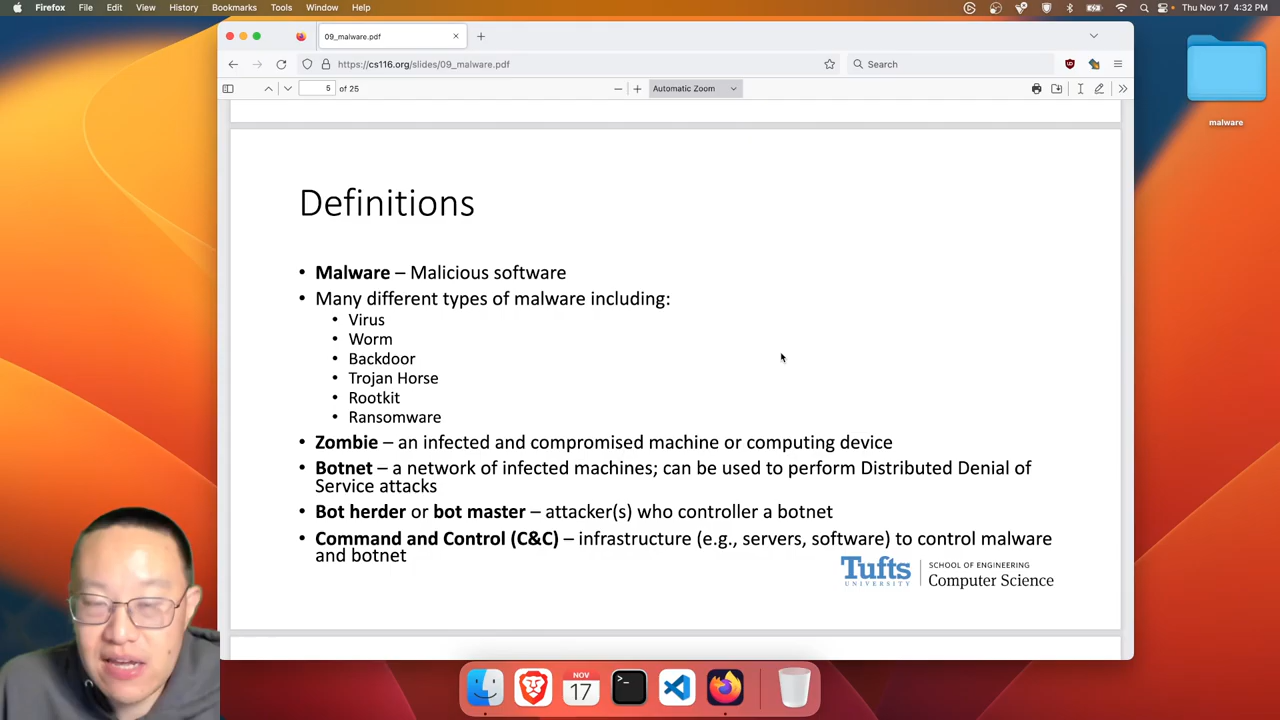 Firefox File Edit View History Bookmarks Tools Window Help Thu Nov 17 4:32 PM
09_malware.pdf
https://cs116.org/slides/09_malware.pdf Search
5 of 25 Automatic Zoom
malware
Definitions
• Malware – Malicious software
• Many different types of malware including:
• Virus
• Worm
• Backdoor
• Trojan Horse
• Rootkit
• Ransomware
• Zombie – an infected and compromised machine or computing device
• Botnet – a network of infected machines; can be used to perform Distributed Denial of
Service attacks
• Bot herder or bot master – attacker(s) who controller a botnet
• Command and Control (C&C) – infrastructure (e.g., servers, software) to control malware
and botnet
Tufts UNIVERSITY
SCHOOL OF ENGINEERING
Computer Science
NOV
17